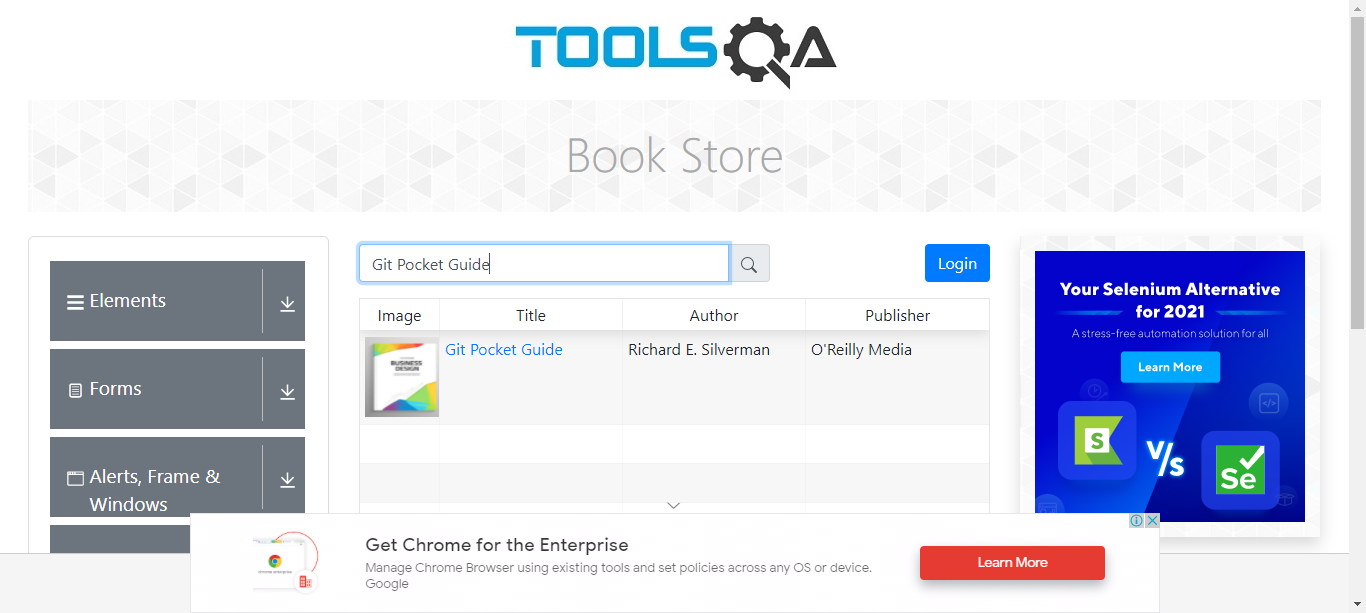 TOOLSQA
Book Store
Elements
Forms
Alerts, Frame &
Windows
Git Pocket Guide
Login
Image Title Author Publisher
BUSINESS
DESIGN
Git Pocket Guide Richard E. Silverman O'Reilly Media
Your Selenium Alternative
for 2021
A stress-free automation solution for all
Learn More
S
V/s
Se
Get Chrome for the Enterprise
Manage Chrome Browser using existing tools and set policies across any OS or device.
Google
Learn More